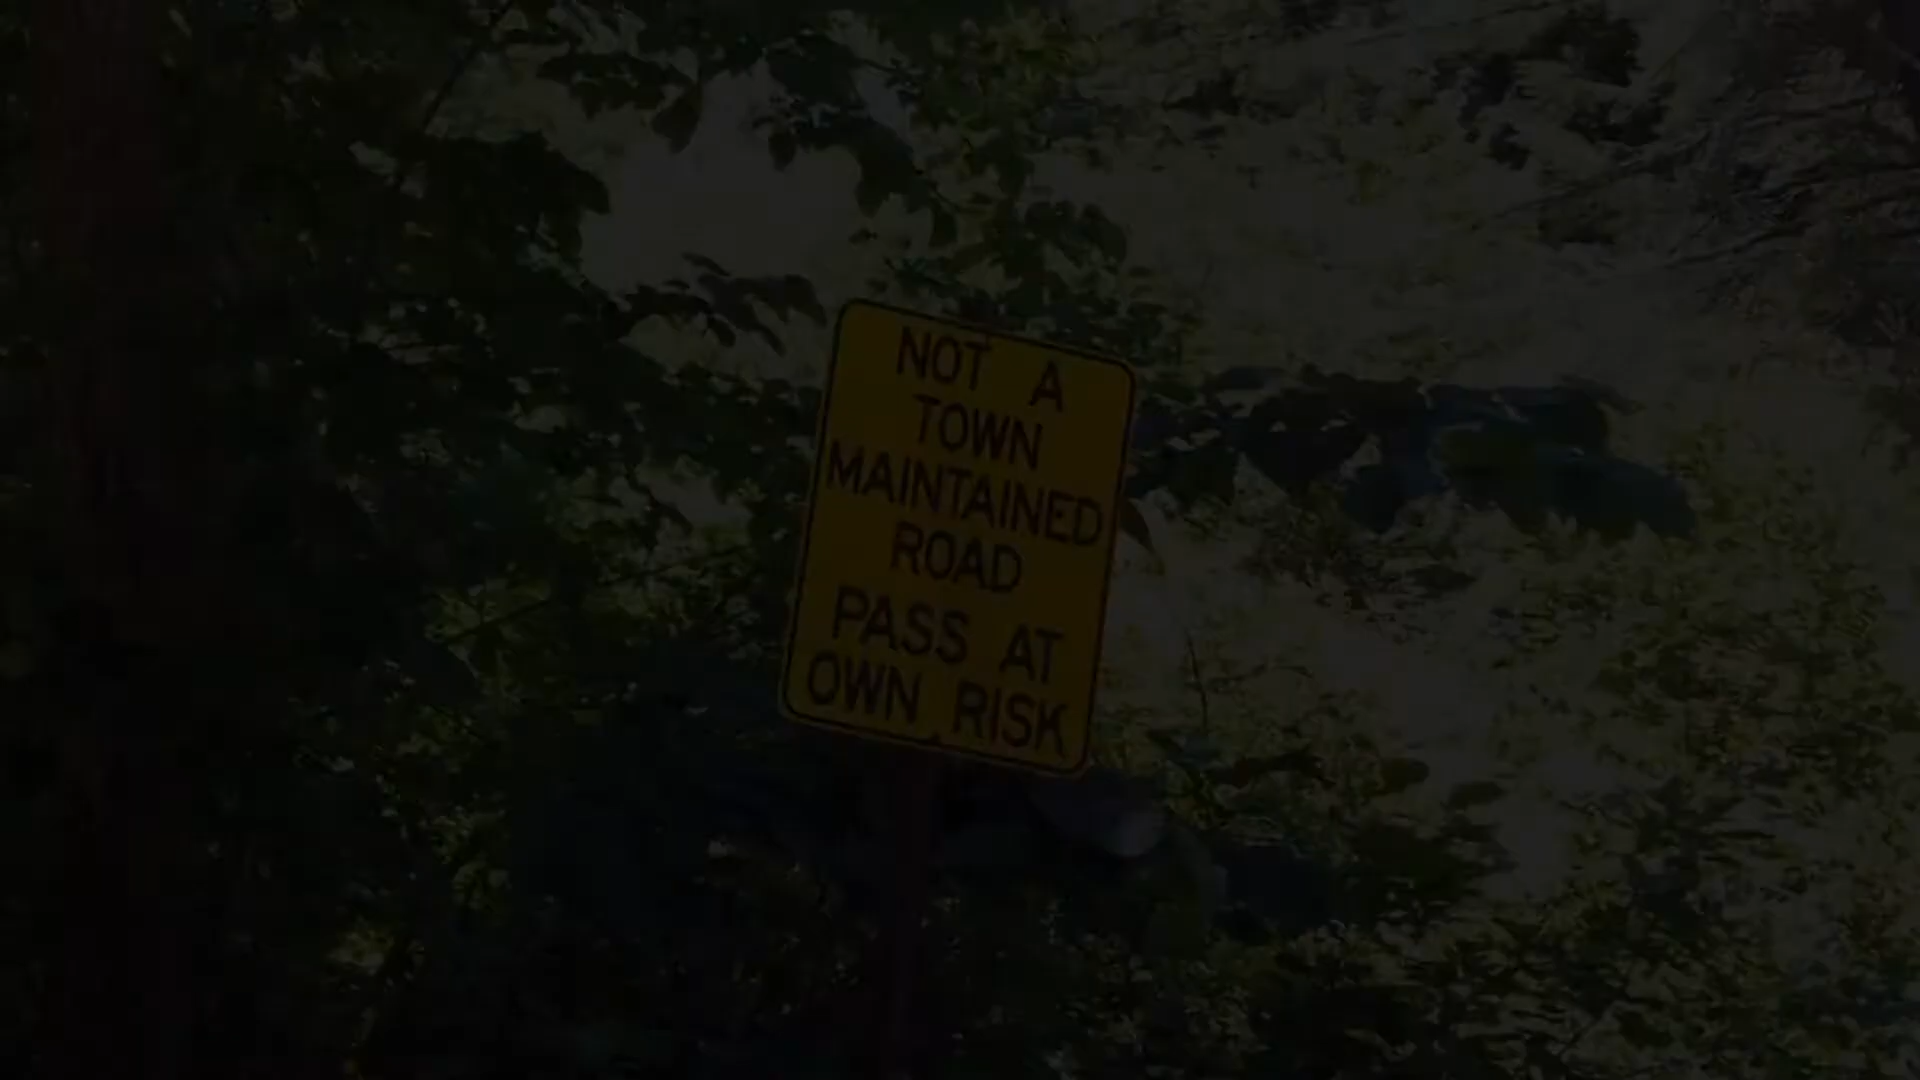 NOT A
TOWN
MAINTAINED
ROAD
PASS AT
OWN RISK